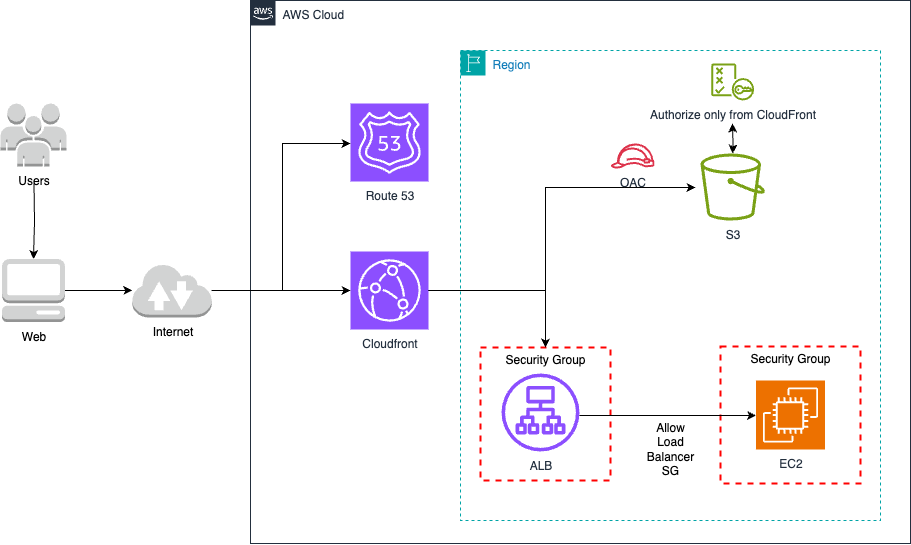 aws
AWS Cloud
Region
Authorize only from CloudFront
Users
53
Route 53
OAC
S3
Web
Internet
Cloudfront
Security Group
ALB
Allow
Load
Balancer
SG
Security Group
EC2